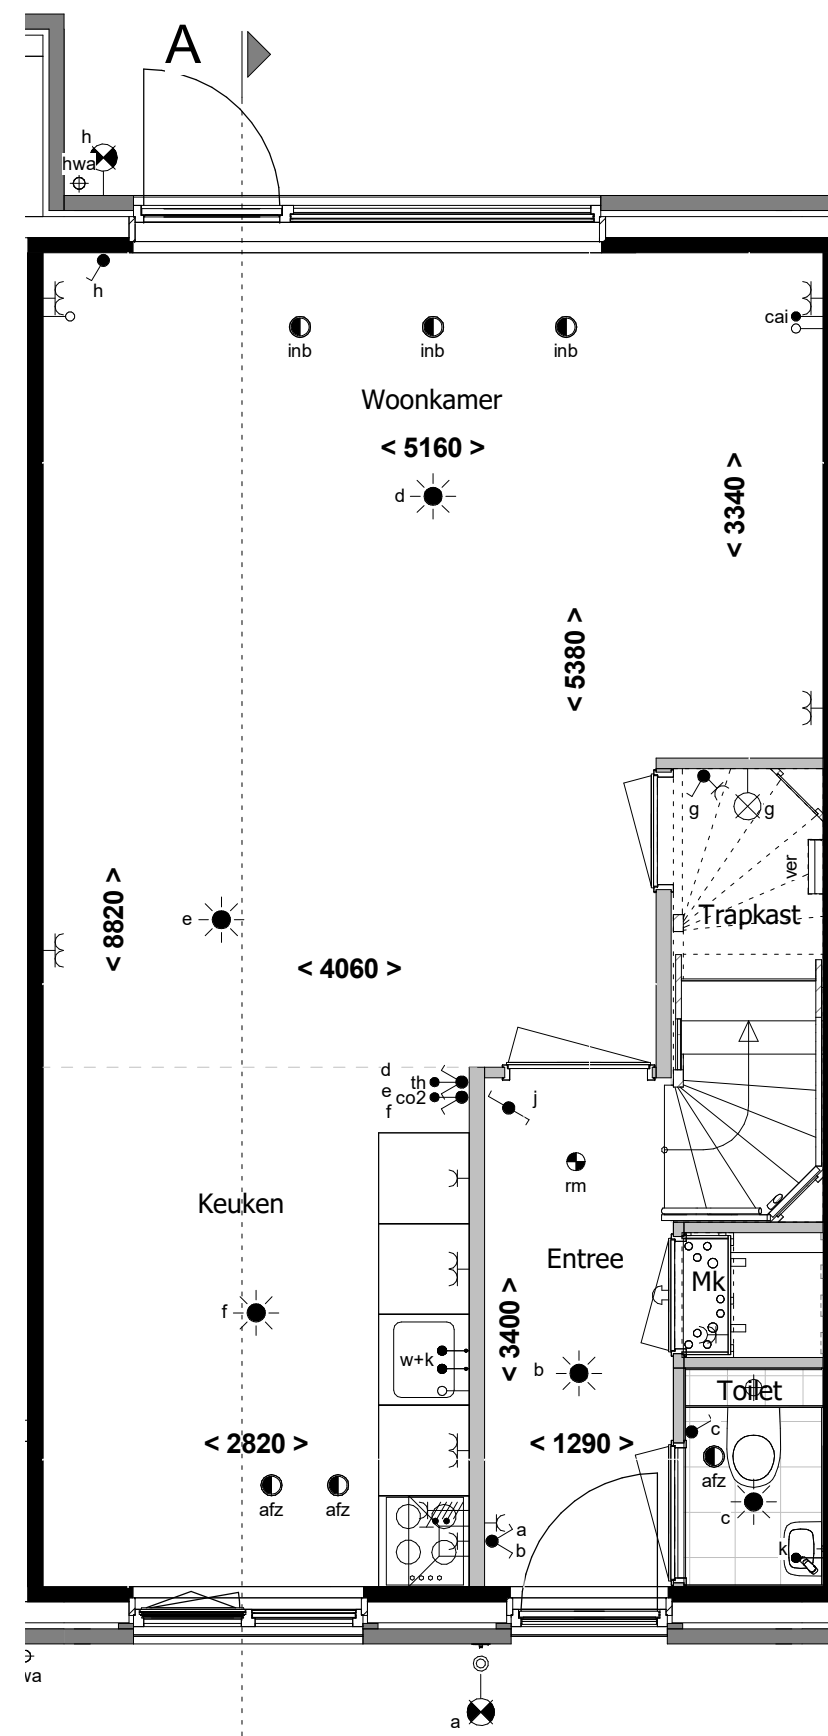 A
h
hwa
h
cai
inb
inb
inb
Woonkamer
< 5160 >
d
< 3340 >
< 5380 >
g
g
ver
Trapkast
< 8820 >
e
< 4060 >
d
th
e
co2
f
j
rm
Keuken
Entree
Mk
f
< 3400 >
w+k
b
Toilet
c
< 2820 >
< 1290 >
afz
afz
afz
c
a
b
k
wa
a